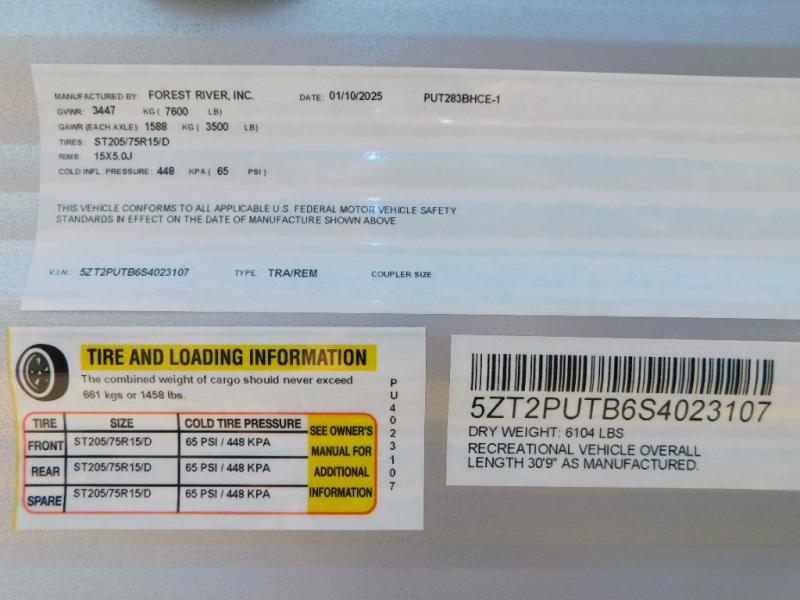 MANUFACTURED BY: FOREST RIVER, INC. DATE: 01/10/2025 PUT283BHCE-1
GVWR: 3447 KG ( 7600 LB)
GAWR (EACH AXLE): 1588 KG ( 3500 LB)
TIRES: ST205/75R15/D
RIMS: 15X5.0J
COLD INFL. PRESSURE: 448 KPA ( 65 PSI )
THIS VEHICLE CONFORMS TO ALL APPLICABLE U.S. FEDERAL MOTOR VEHICLE SAFETY
STANDARDS IN EFFECT ON THE DATE OF MANUFACTURE SHOWN ABOVE.
V.I.N.: 5ZT2PUTB6S4023107 TYPE: TRA/REM COUPLER SIZE:
TIRE AND LOADING INFORMATION
The combined weight of cargo should never exceed
661 kgs or 1458 lbs.
TIRE SIZE COLD TIRE PRESSURE
FRONT ST205/75R15/D 65 PSI / 448 KPA
REAR ST205/75R15/D 65 PSI / 448 KPA
SPARE ST205/75R15/D 65 PSI / 448 KPA
SEE OWNER'S
MANUAL FOR
ADDITIONAL
INFORMATION
PU4023107
5ZT2PUTB6S4023107
DRY WEIGHT: 6104 LBS
RECREATIONAL VEHICLE OVERALL
LENGTH 30'9" AS MANUFACTURED.